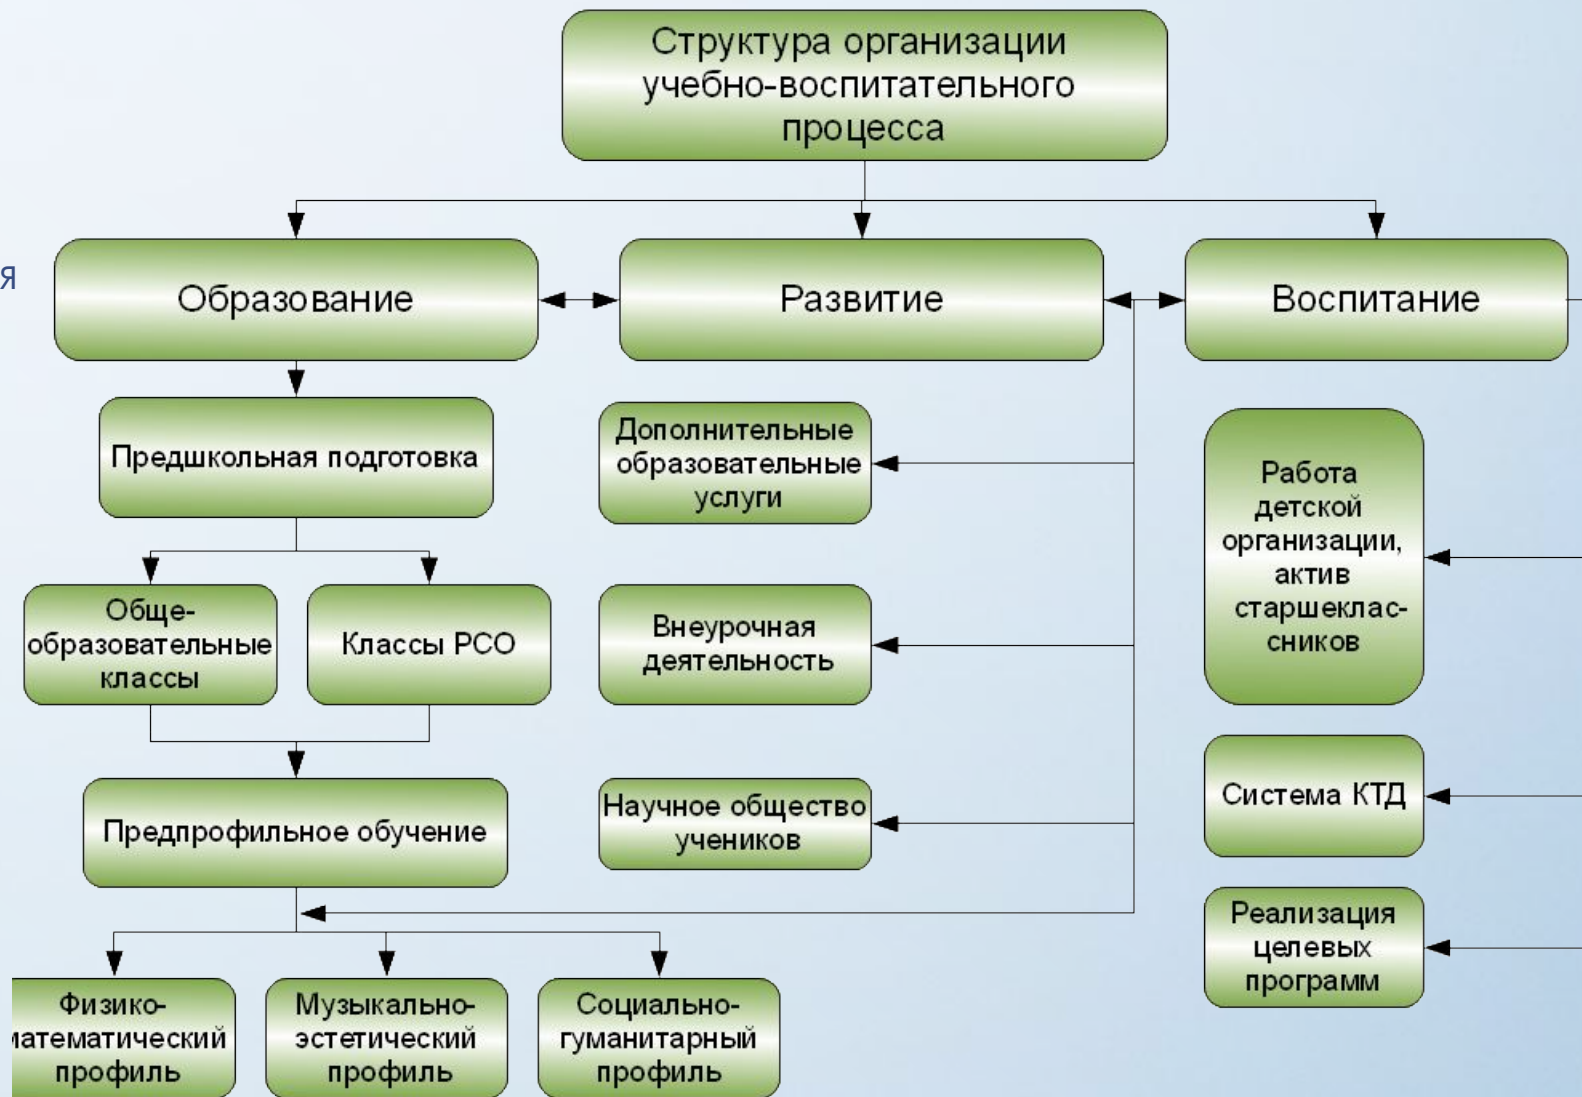 Структура организации
учебно-воспитательного
процесса
я
Образование
Развитие
Воспитание
Предшкольная подготовка
Дополнительные
образовательные
услуги
Работа
детской
организации,
актив
старшеклас-
сников
Обще-
образовательные
классы
Классы РСО
Внеурочная
деятельность
Предпрофильное обучение
Научное общество
учеников
Система КТД
Реализация
целевых
программ
Физико-
математический
профиль
Музыкально-
эстетический
профиль
Социально-
гуманитарный
профиль